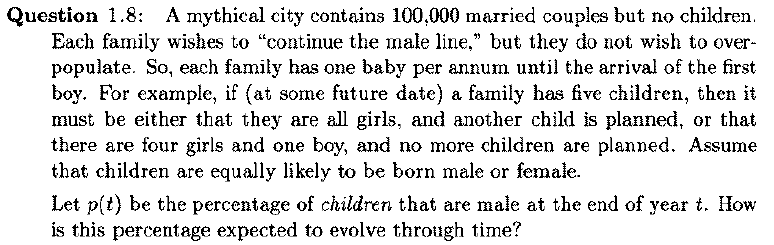 Question 1.8: A mythical city contains 100,000 married couples but no children.
Each family wishes to “continue the male line,” but they do not wish to over-
populate. So, each family has one baby per annum until the arrival of the first
boy. For example, if (at some future date) a family has five children, then it
must be either that they are all girls, and another child is planned, or that
there are four girls and one boy, and no more children are planned. Assume
that children are equally likely to be born male or female.
Let p(t) be the percentage of children that are male at the end of year t. How
is this percentage expected to evolve through time?